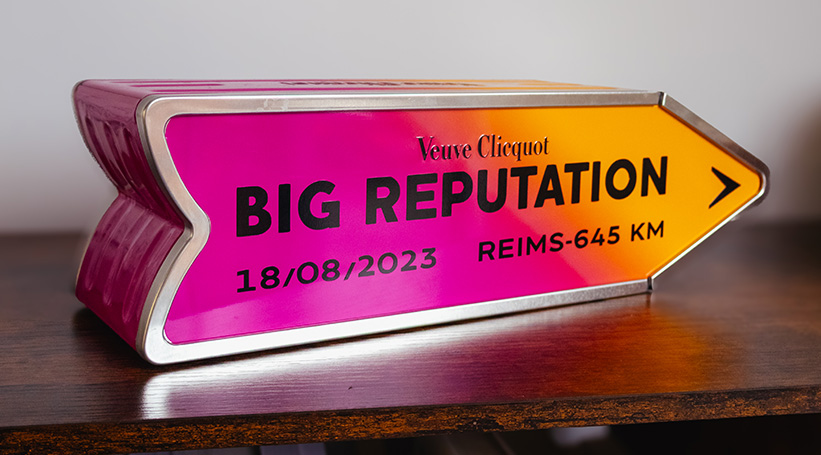 Veuve Clicquot
BIG REPUTATION
18/08/2023
REIMS-645 KM